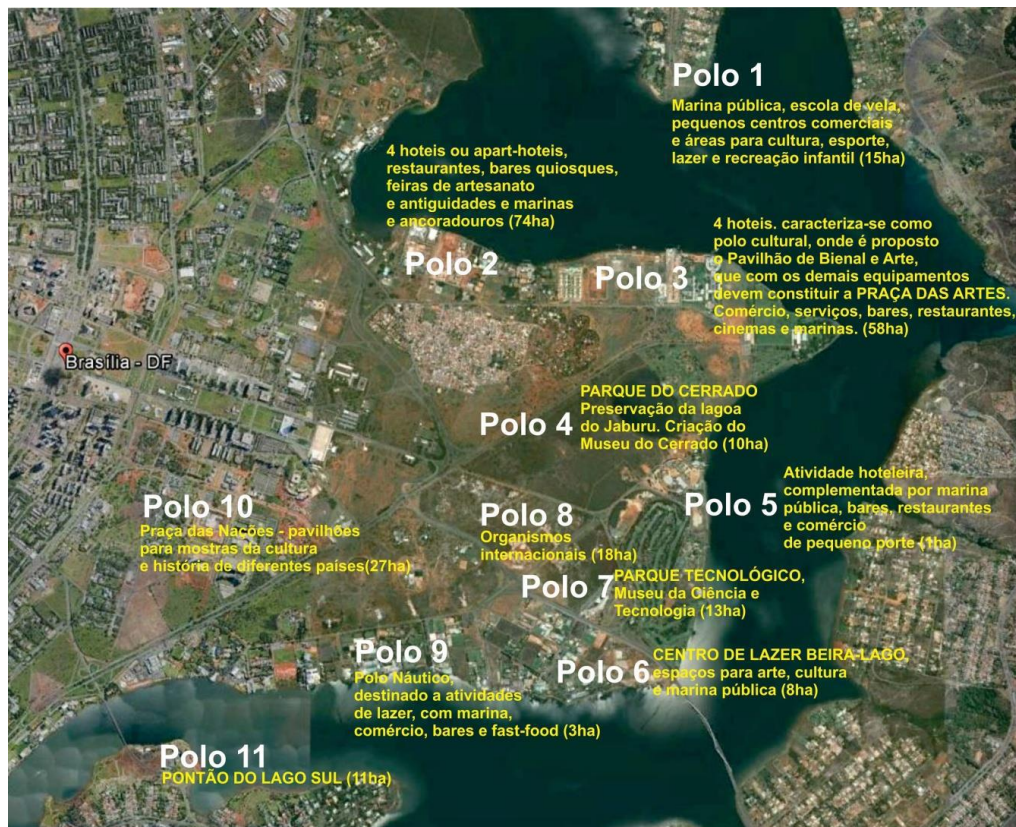 Polo 1
Marina pública, escola de vela,
pequenos centros comerciais
e áreas para cultura, esporte,
lazer e recreação infantil (15ha)
4 hoteis ou apart-hoteis,
restaurantes, bares quiosques,
feiras de artesanato
e antiguidades e marinas
e ancoradouros (74ha)
Polo 2
4 hoteis. caracteriza-se como
polo cultural, onde é proposto
o Pavilhão de Bienal e Arte,
que com os demais equipamentos
devem constituir a PRAÇA DAS ARTES.
Comércio, serviços, bares, restaurantes,
cinemas e marinas. (58ha)
Polo 3
Brasília - DF
Polo 4
PARQUE DO CERRADO
Preservação da lagoa
do Jaburu. Criação do
Museu do Cerrado (10ha)
Polo 5
Atividade hoteleira,
complementada por marina
pública, bares, restaurantes
e comércio
de pequeno porte (1ha)
Polo 10
Praça das Nações - pavilhões
para mostras da cultura
e história de diferentes países(27ha)
Polo 8
Organismos
internacionais (18ha)
Polo 7
PARQUE TECNOLÓGICO,
Museu da Ciência e
Tecnologia (13ha)
Polo 9
Polo Náutico,
destinado a atividades
de lazer, com marina,
comércio, bares e fast-food (3ha)
Polo 6
CENTRO DE LAZER BEIRA-LAGO,
espaços para arte, cultura
e marina pública (8ha)
Polo 11
PONTÃO DO LAGO SUL (11ha)